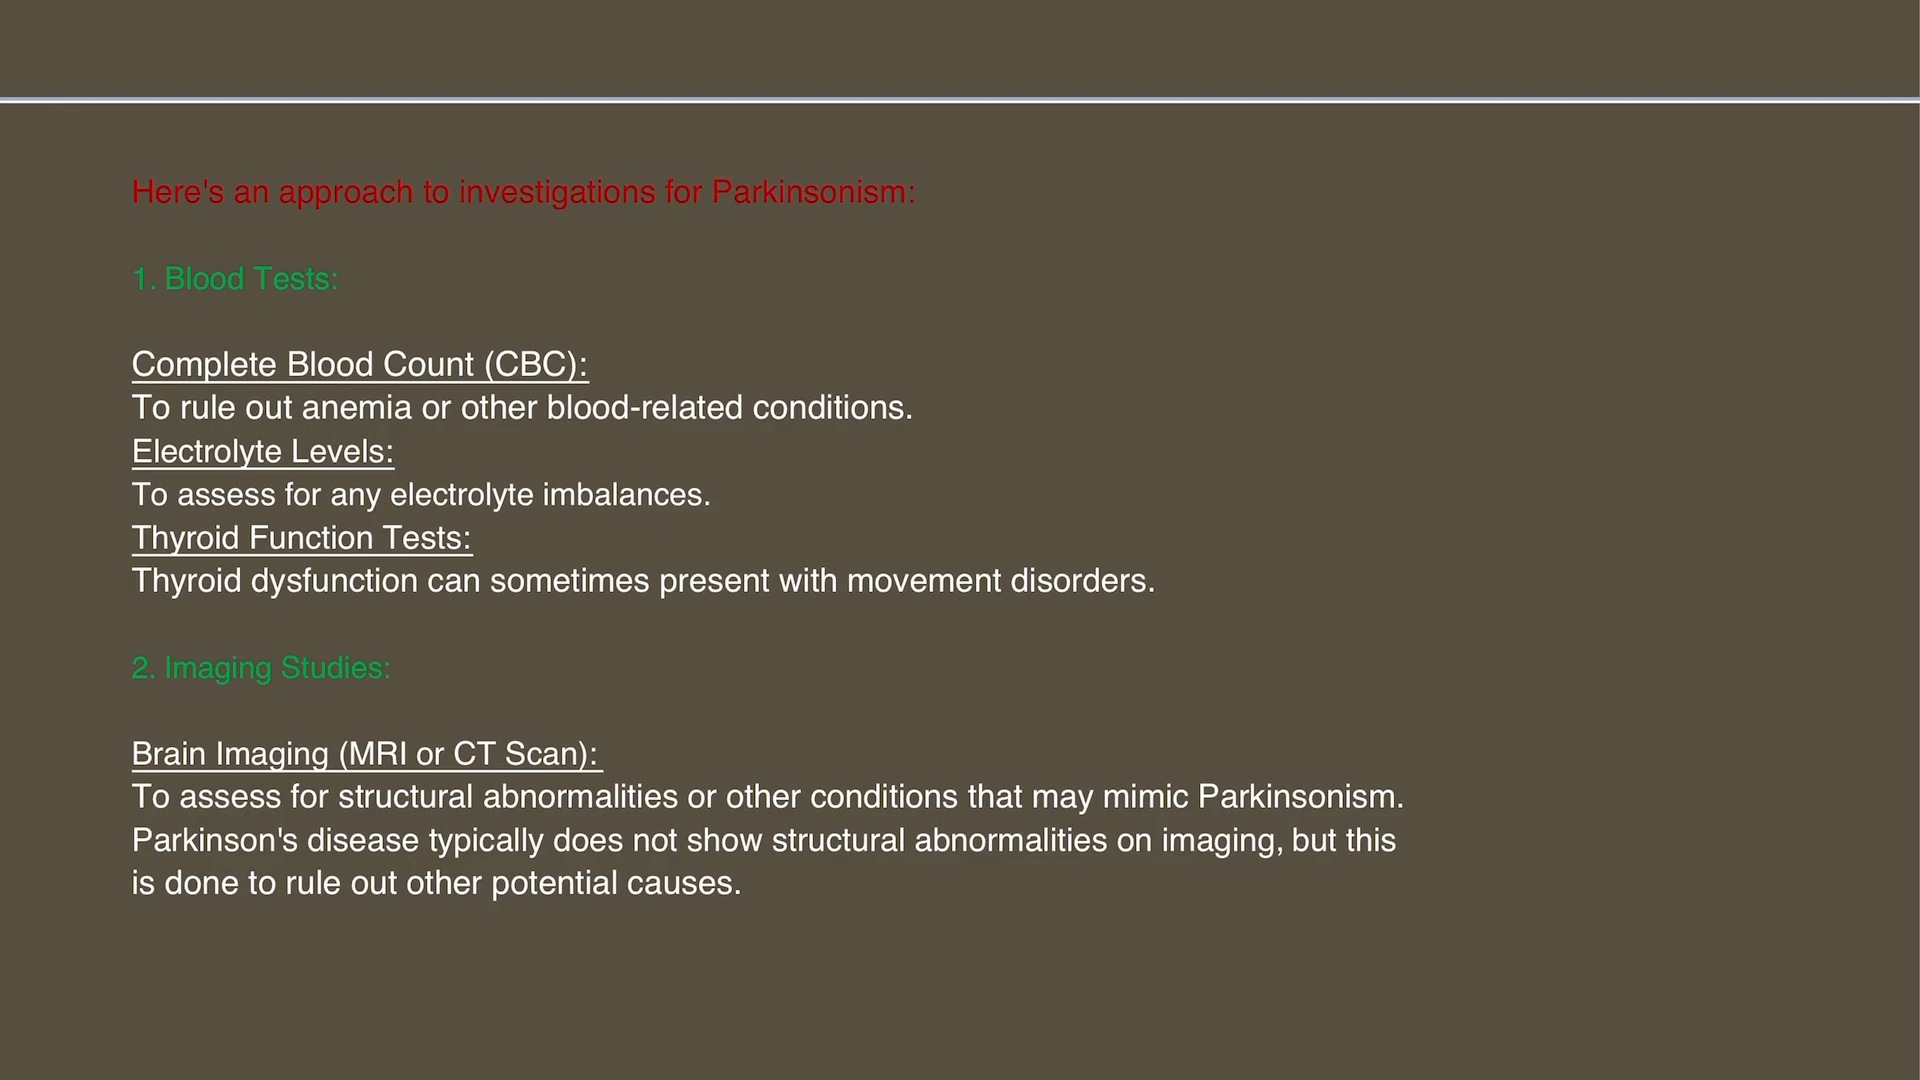 Here's an approach to investigations for Parkinsonism:
1. Blood Tests:
Complete Blood Count (CBC):
To rule out anemia or other blood-related conditions.
Electrolyte Levels:
To assess for any electrolyte imbalances.
Thyroid Function Tests:
Thyroid dysfunction can sometimes present with movement disorders.
2. Imaging Studies:
Brain Imaging (MRI or CT Scan):
To assess for structural abnormalities or other conditions that may mimic Parkinsonism.
Parkinson's disease typically does not show structural abnormalities on imaging, but this
is done to rule out other potential causes.